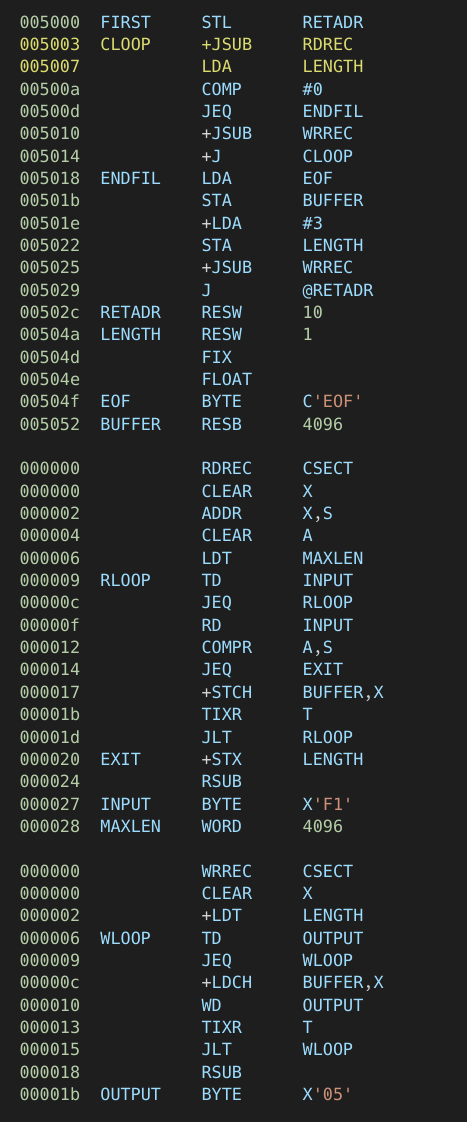 005000  FIRST     STL       RETADR
005003  CLOOP     +JSUB     RDREC
005007            LDA       LENGTH
00500a            COMP      #0
00500d            JEQ       ENDFIL
005010            +JSUB     WRREC
005014            +J        CLOOP
005018  ENDFIL    LDA       EOF
00501b            STA       BUFFER
00501e            +LDA      #3
005022            STA       LENGTH
005025            +JSUB     WRREC
005029            J         @RETADR
00502c  RETADR    RESW      10
00504a  LENGTH    RESW      1
00504d            FIX
00504e            FLOAT
00504f  EOF       BYTE      C'EOF'
005052  BUFFER    RESB      4096

000000            RDREC     CSECT
000000            CLEAR     X
000002            ADDR      X,S
000004            CLEAR     A
000006            LDT       MAXLEN
000009  RLOOP     TD        INPUT
00000c            JEQ       RLOOP
00000f            RD        INPUT
000012            COMPR     A,S
000014            JEQ       EXIT
000017            +STCH     BUFFER,X
00001b            TIXR      T
00001d            JLT       RLOOP
000020  EXIT      +STX      LENGTH
000024            RSUB
000027  INPUT     BYTE      X'F1'
000028  MAXLEN    WORD      4096

000000            WRREC     CSECT
000000            CLEAR     X
000002            +LDT      LENGTH
000006  WLOOP     TD        OUTPUT
000009            JEQ       WLOOP
00000c            +LDCH     BUFFER,X
000010            WD        OUTPUT
000013            TIXR      T
000015            JLT       WLOOP
000018            RSUB
00001b  OUTPUT    BYTE      X'05'